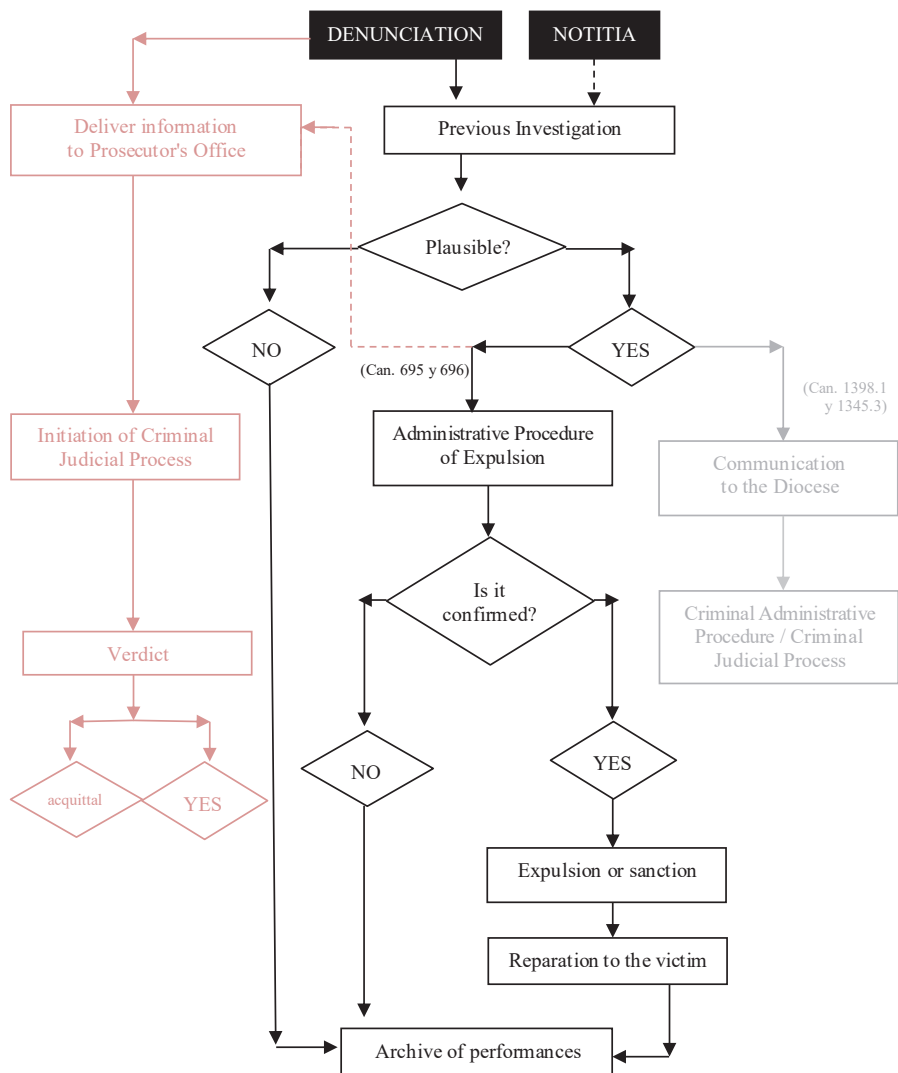 DENUNCIATION
NOTITIA
Deliver information
to Prosecutor's Office
Previous Investigation
Plausible?
NO
YES
(Can. 695 y 696)
(Can. 1398.1
y 1345.3)
Initiation of Criminal
Judicial Process
Administrative Procedure
of Expulsion
Communication
to the Diocese
Is it
confirmed?
Criminal Administrative
Procedure / Criminal
Judicial Process
Verdict
NO
YES
acquittal
YES
Expulsion or sanction
Reparation to the victim
Archive of performances